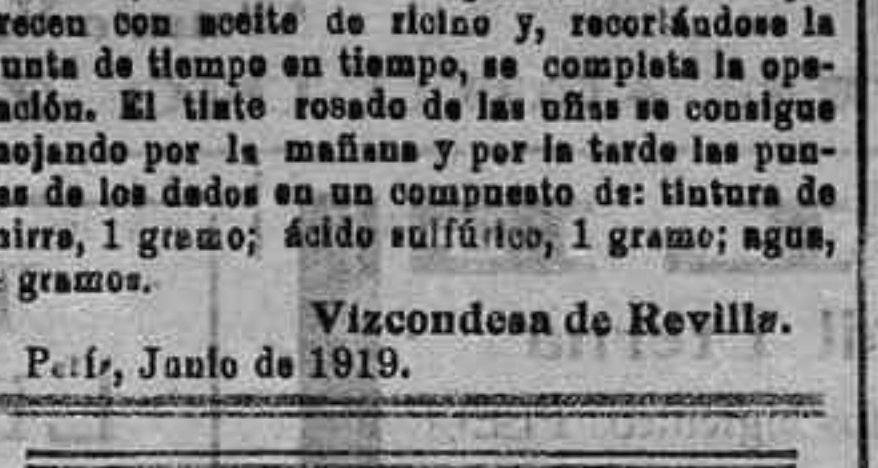 recen con aceite de ricino y, recortándose la
unta de tiempo en tiempo, se completa la ope-
ación. El tinte rosado de las uñas se consigue
mojando por la mañana y por la tarde las pun-
as de los dedos en un compuesto de: tintura de
mirra, 1 gramo; ácido sulfúrico, 1 gramo; agua,
gramos.
Vizcondesa de Revilla.
París, Junio de 1919.